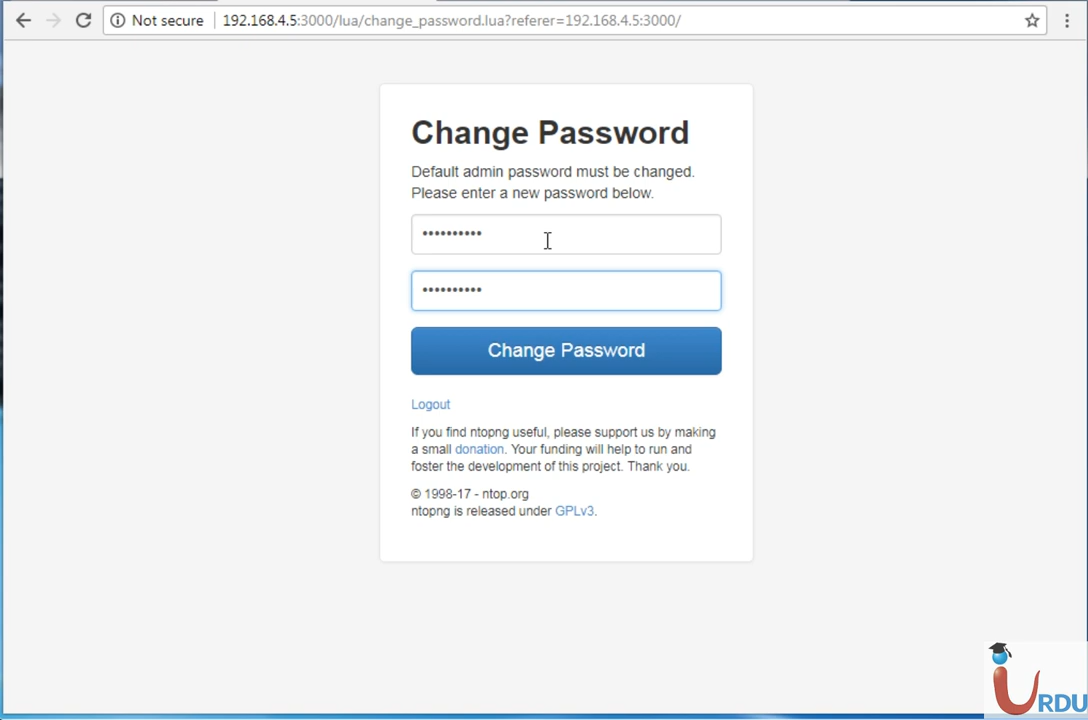 Not secure
192.168.4.5:3000/lua/change_password.lua?referer=192.168.4.5:3000/
Change Password
Default admin password must be changed.
Please enter a new password below.
••••••••••
••••••••••
Change Password
Logout
If you find ntopng useful, please support us by making
a small donation. Your funding will help to run and
foster the development of this project. Thank you.
© 1998-17 - ntop.org
ntopng is released under GPLv3.
iURDU